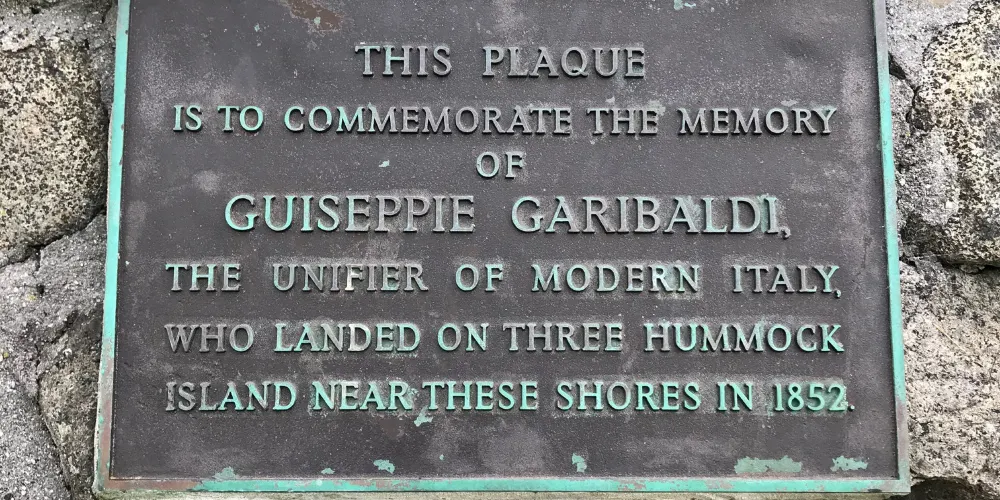 THIS PLAQUE
IS TO COMMEMORATE THE MEMORY
OF
GUISEPPIE GARIBALDI,
THE UNIFIER OF MODERN ITALY,
WHO LANDED ON THREE HUMMOCK
ISLAND NEAR THESE SHORES IN 1852.